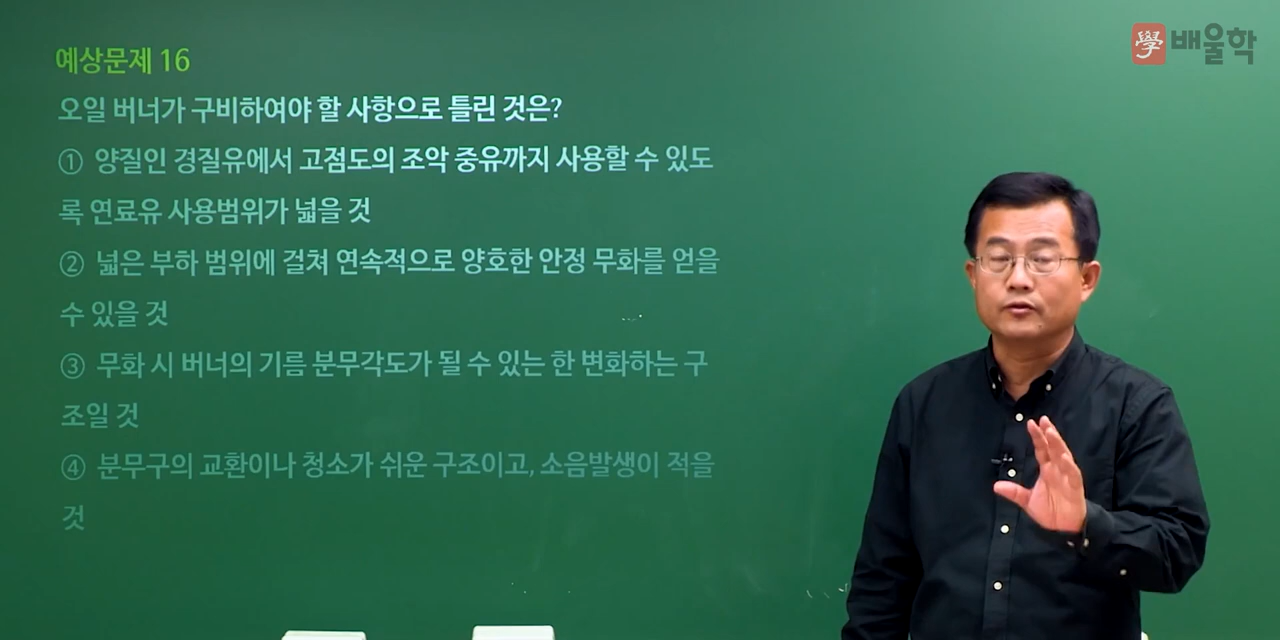 學 배울학
예상문제 16
오일 버너가 구비하여야 할 사항으로 틀린 것은?
① 양질인 경질유에서 고점도의 조악 중유까지 사용할 수 있도
록 연료유 사용범위가 넓을 것
② 넓은 부하 범위에 걸쳐 연속적으로 양호한 안정 무화를 얻을
수 있을 것
③ 무화 시 버너의 기름 분무각도가 될 수 있는 한 변화하는 구
조일 것
④ 분무구의 교환이나 청소가 쉬운 구조이고, 소음발생이 적을
것